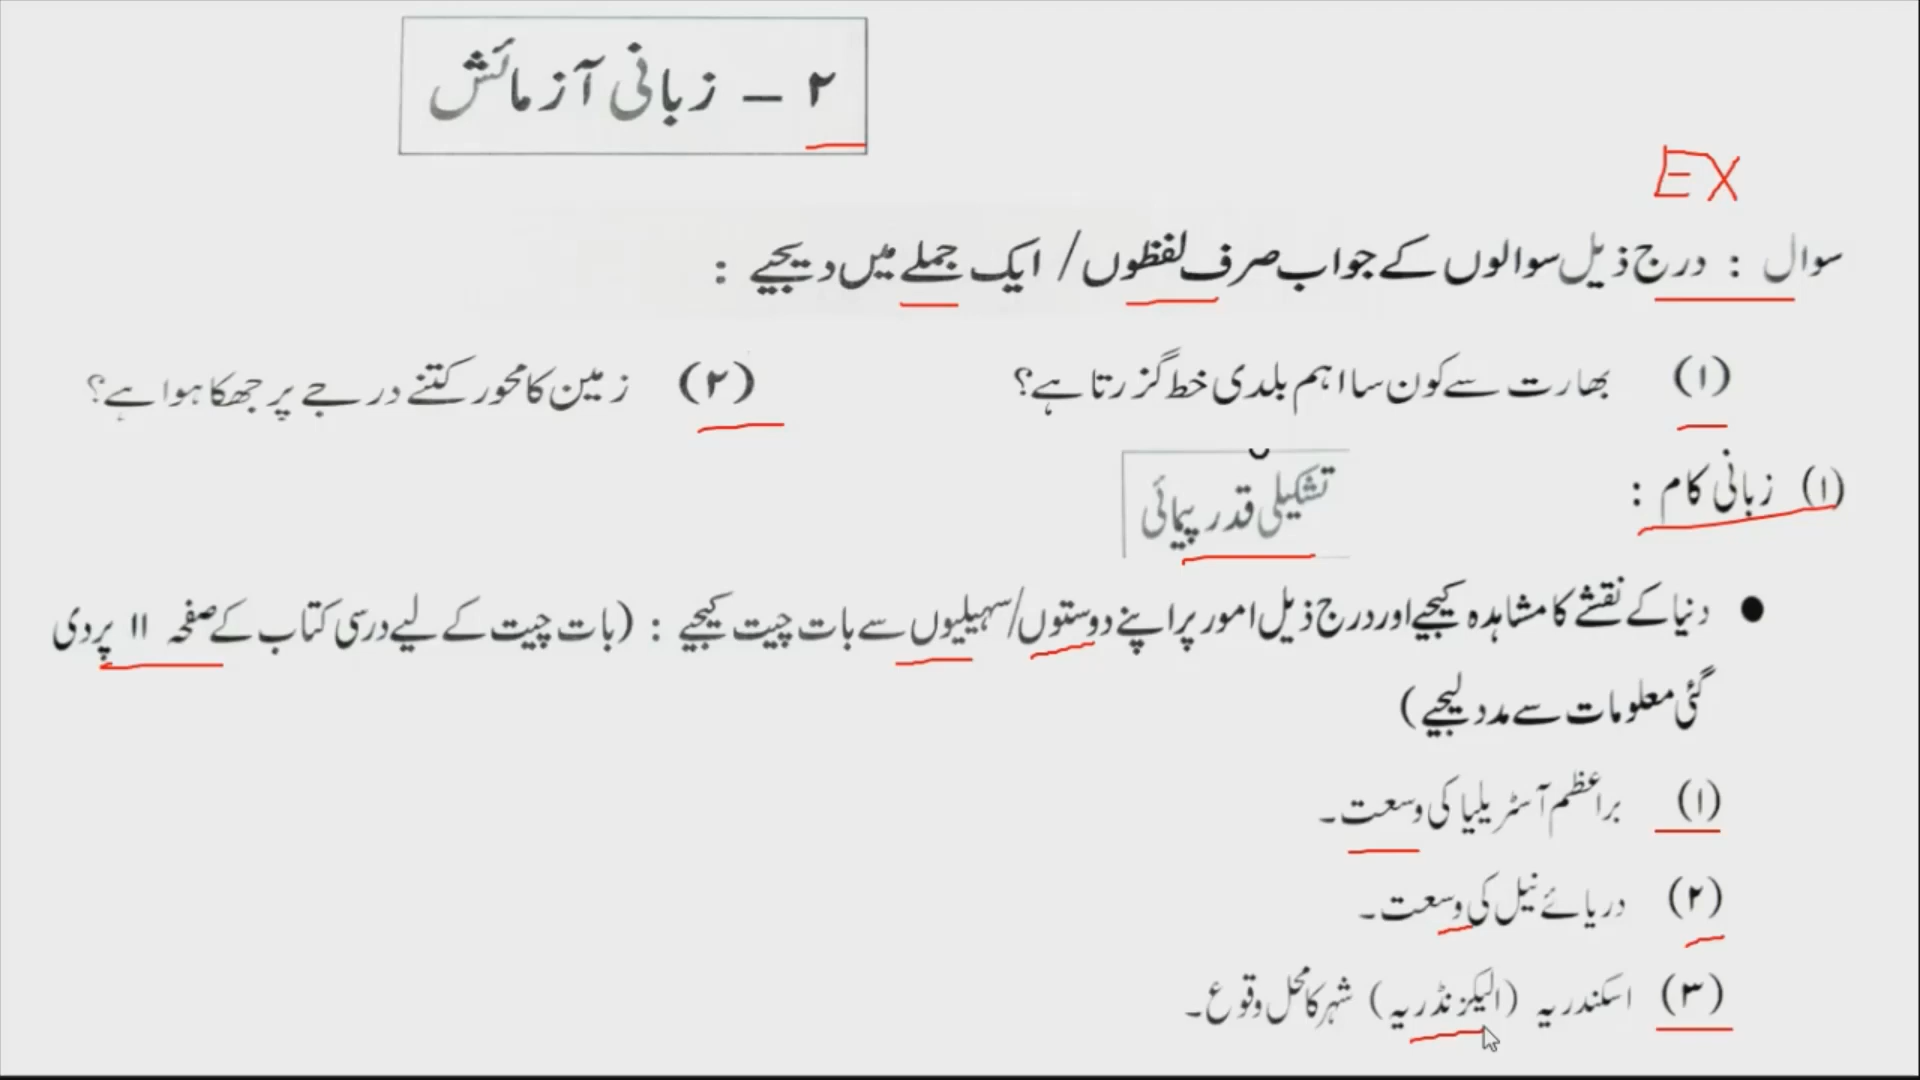 ۲ – زبانی آزمائش
EX
سوال : درج ذیل سوالوں کے جواب صرف لفظوں / ایک جملے میں دیجیے :
(۱) بھارت سے کون سا اہم بلدی خط گزرتا ہے؟ (۲) زمین کا محور کتنے درجے پر جھکا ہوا ہے؟
تشکیلی قدر پیمائی
(۱) زبانی کام :
● دنیا کے نقشے کا مشاہدہ کیجیے اور درج ذیل امور پر اپنے دوستوں/سہیلیوں سے بات چیت کیجیے : (بات چیت کے لیے درسی کتاب کے صفحہ ۱۱ پر دی
گئی معلومات سے مدد لیجیے)
(۱) براعظم آسٹریلیا کی وسعت۔
(۲) دریائے نیل کی وسعت۔
(۳) اسکندریہ (الیکزنڈریہ) شہر کا محل وقوع۔